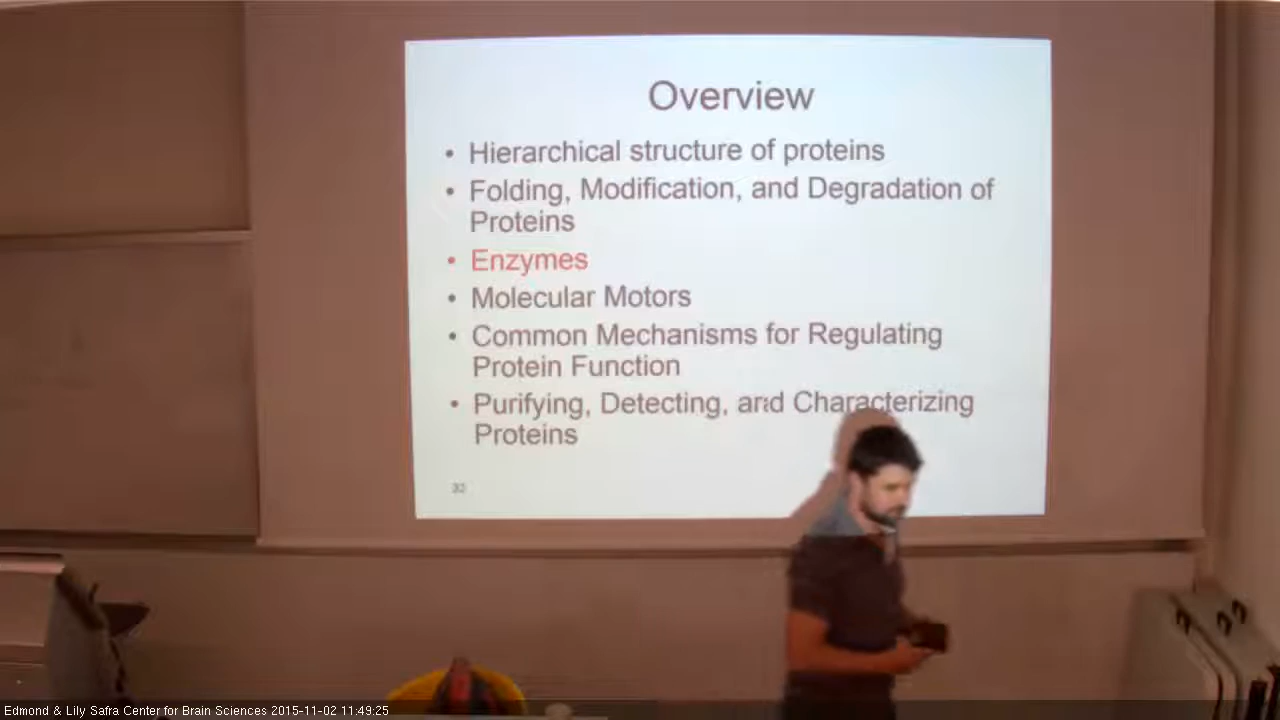 Overview
• Hierarchical structure of proteins
• Folding, Modification, and Degradation of
Proteins
• Enzymes
• Molecular Motors
• Common Mechanisms for Regulating
Protein Function
• Purifying, Detecting, and Characterizing
Proteins
Edmond & Lily Safra Center for Brain Sciences 2015-11-02 11:49:25